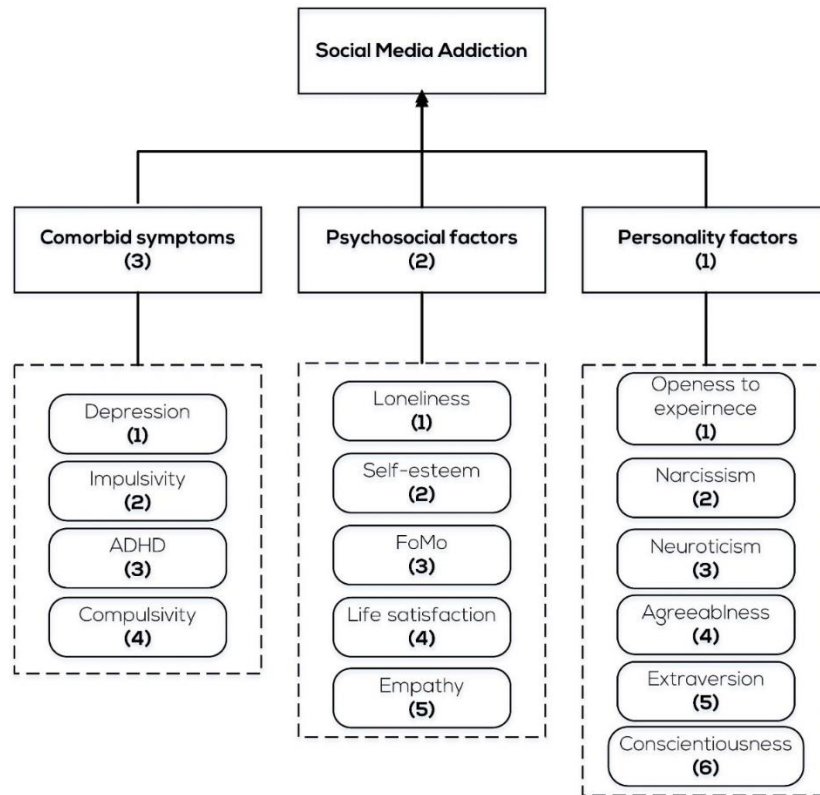 Social Media Addiction
Comorbid symptoms
(3)
Psychosocial factors
(2)
Personality factors
(1)
Depression
(1)
Impulsivity
(2)
ADHD
(3)
Compulsivity
(4)
Loneliness
(1)
Self-esteem
(2)
FoMo
(3)
Life satisfaction
(4)
Empathy
(5)
Openess to
expeirnece
(1)
Narcissism
(2)
Neuroticism
(3)
Agreeablness
(4)
Extraversion
(5)
Conscientiousness
(6)